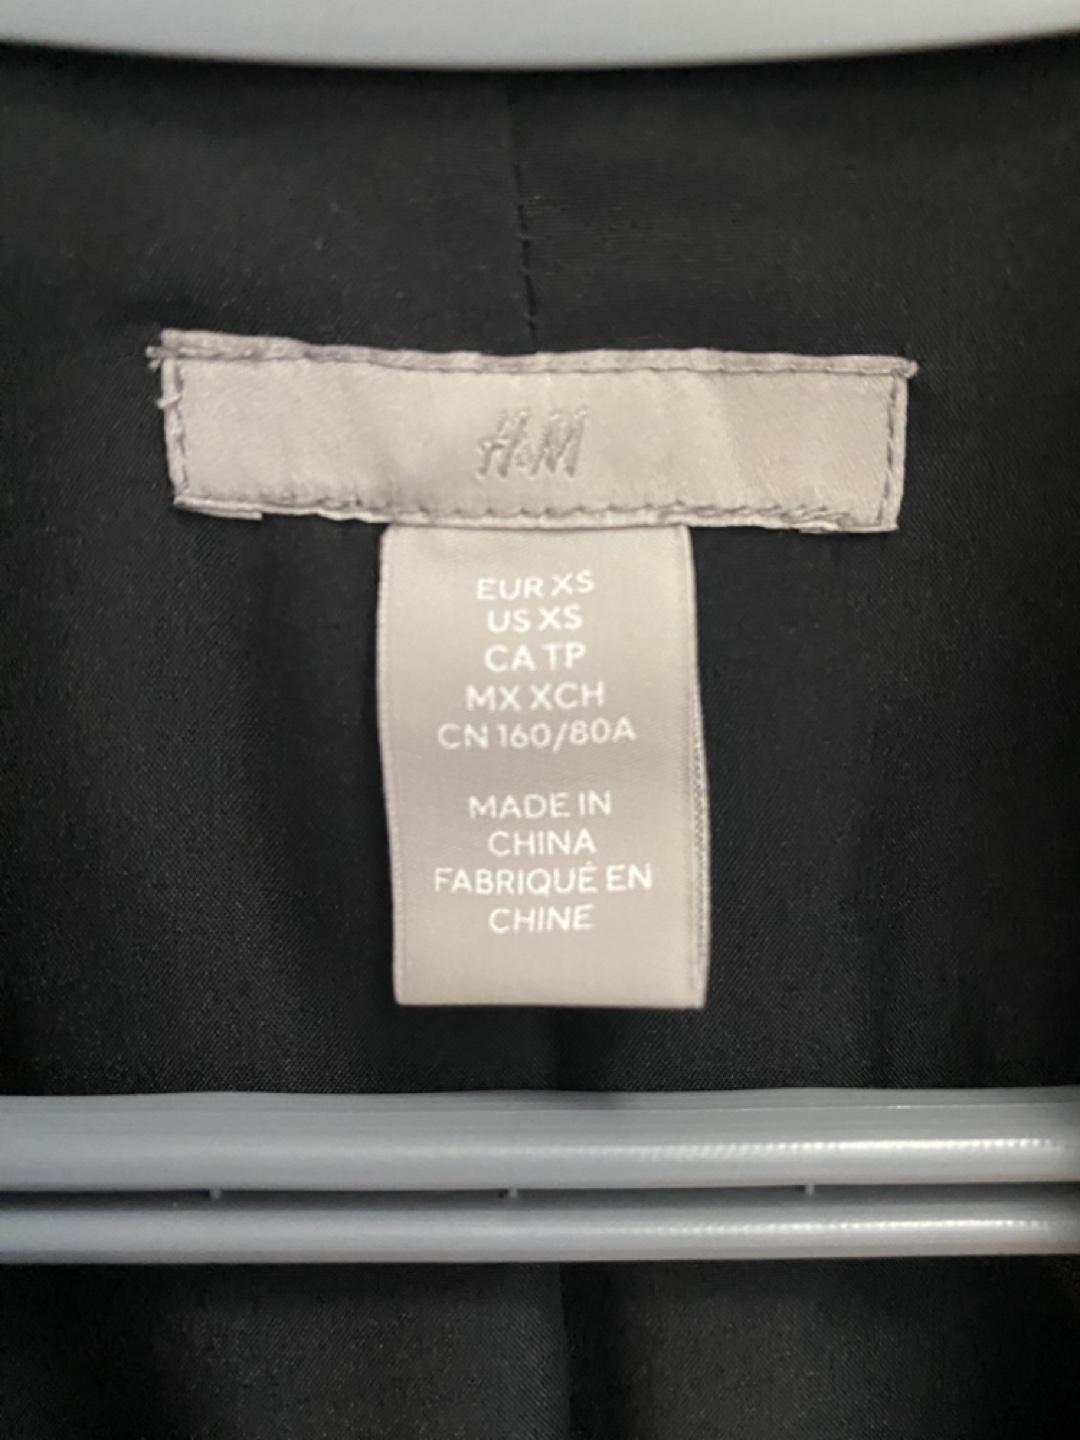 H&M
EUR XS
US XS
CA TP
MX XCH
CN 160/80A
MADE IN
CHINA
FABRIQUÉ EN
CHINE